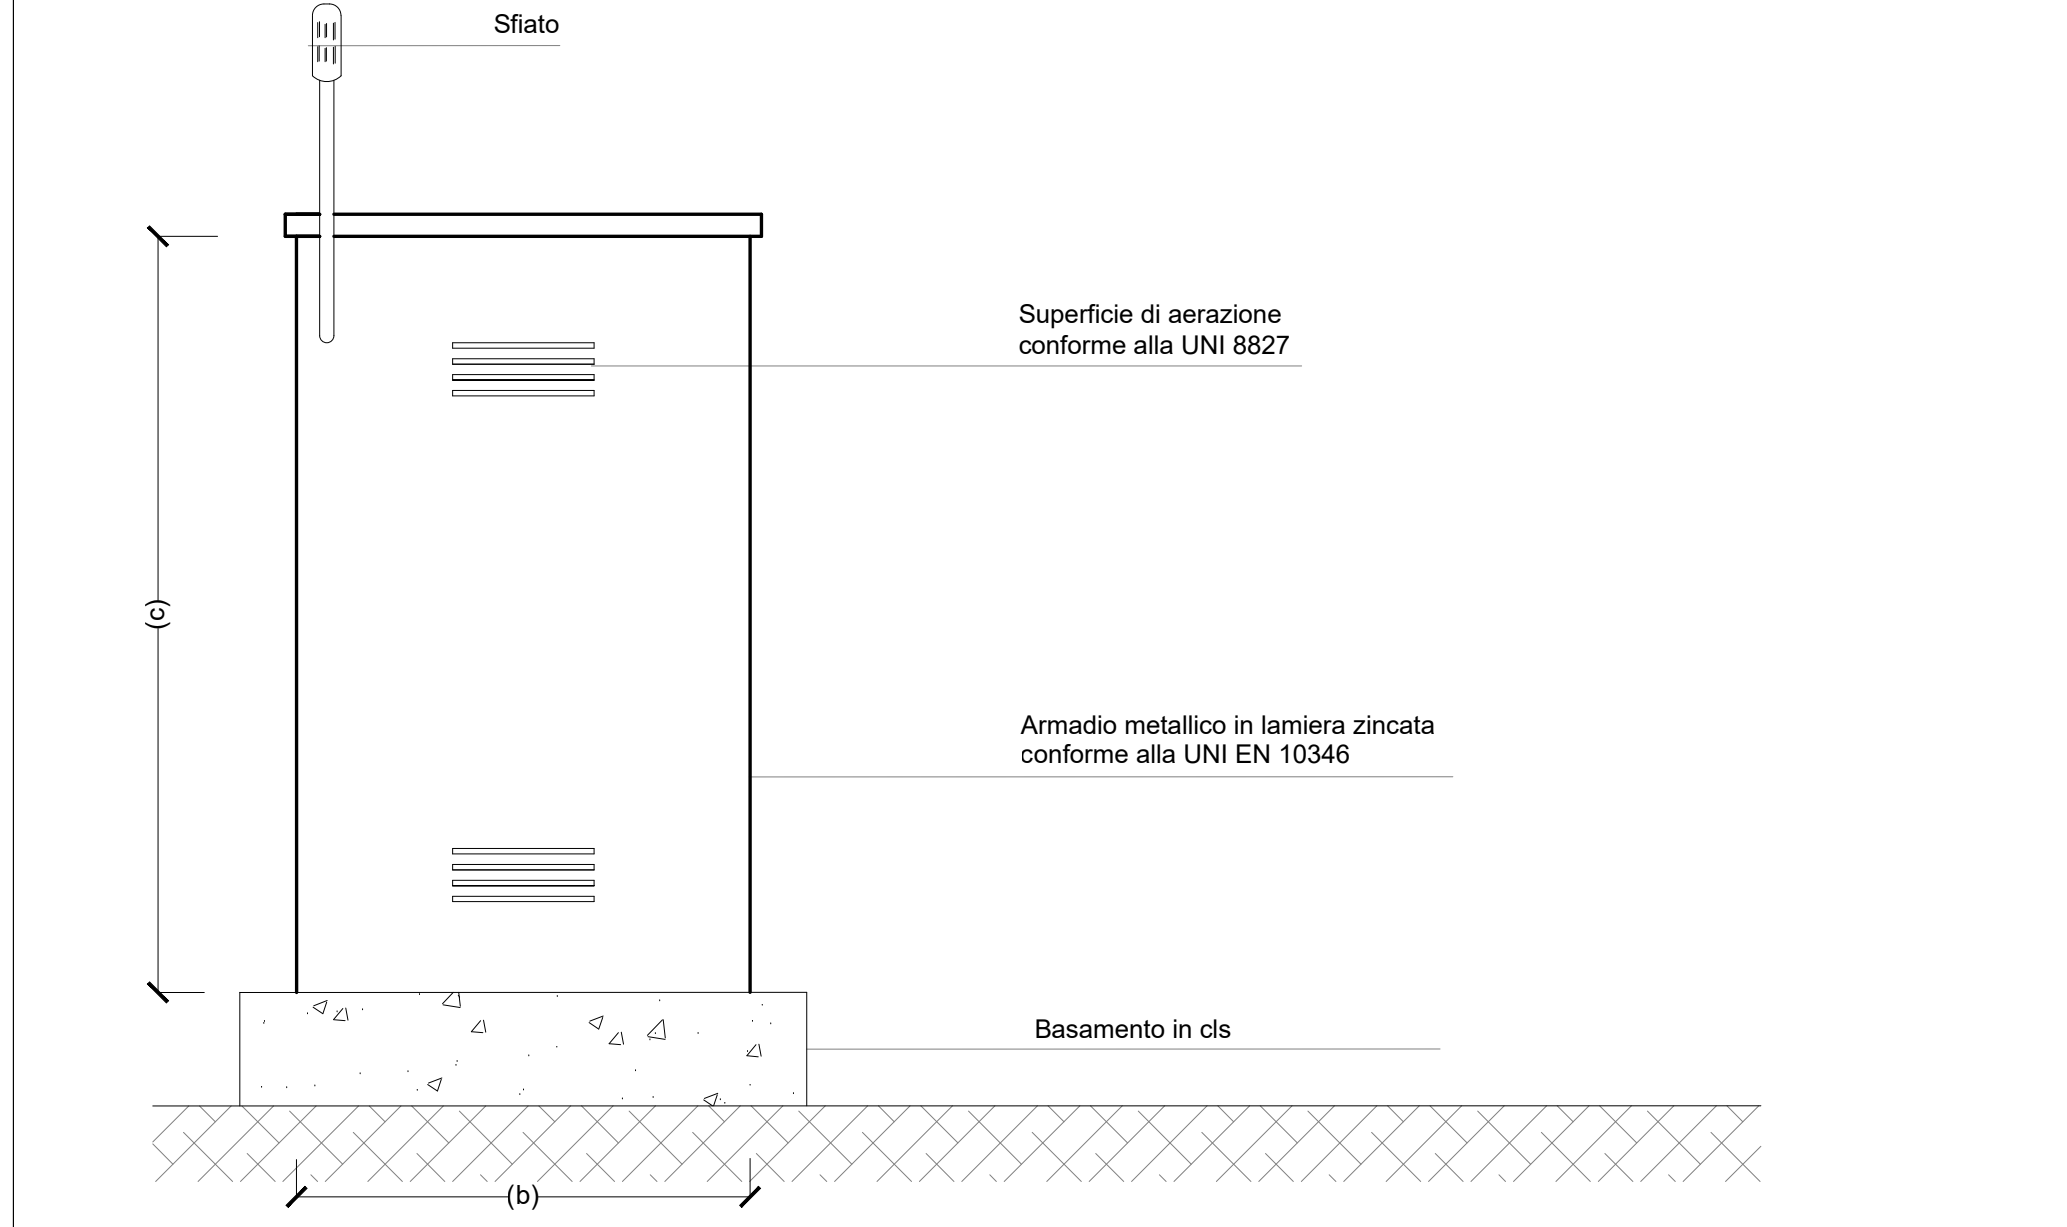 Sfiato
Superficie di aerazione
conforme alla UNI 8827
(c)
Armadio metallico in lamiera zincata
conforme alla UNI EN 10346
Basamento in cls
(b)